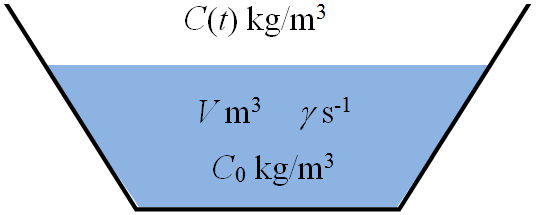 C(t) kg/m³
V m³ γ s⁻¹
C₀ kg/m³